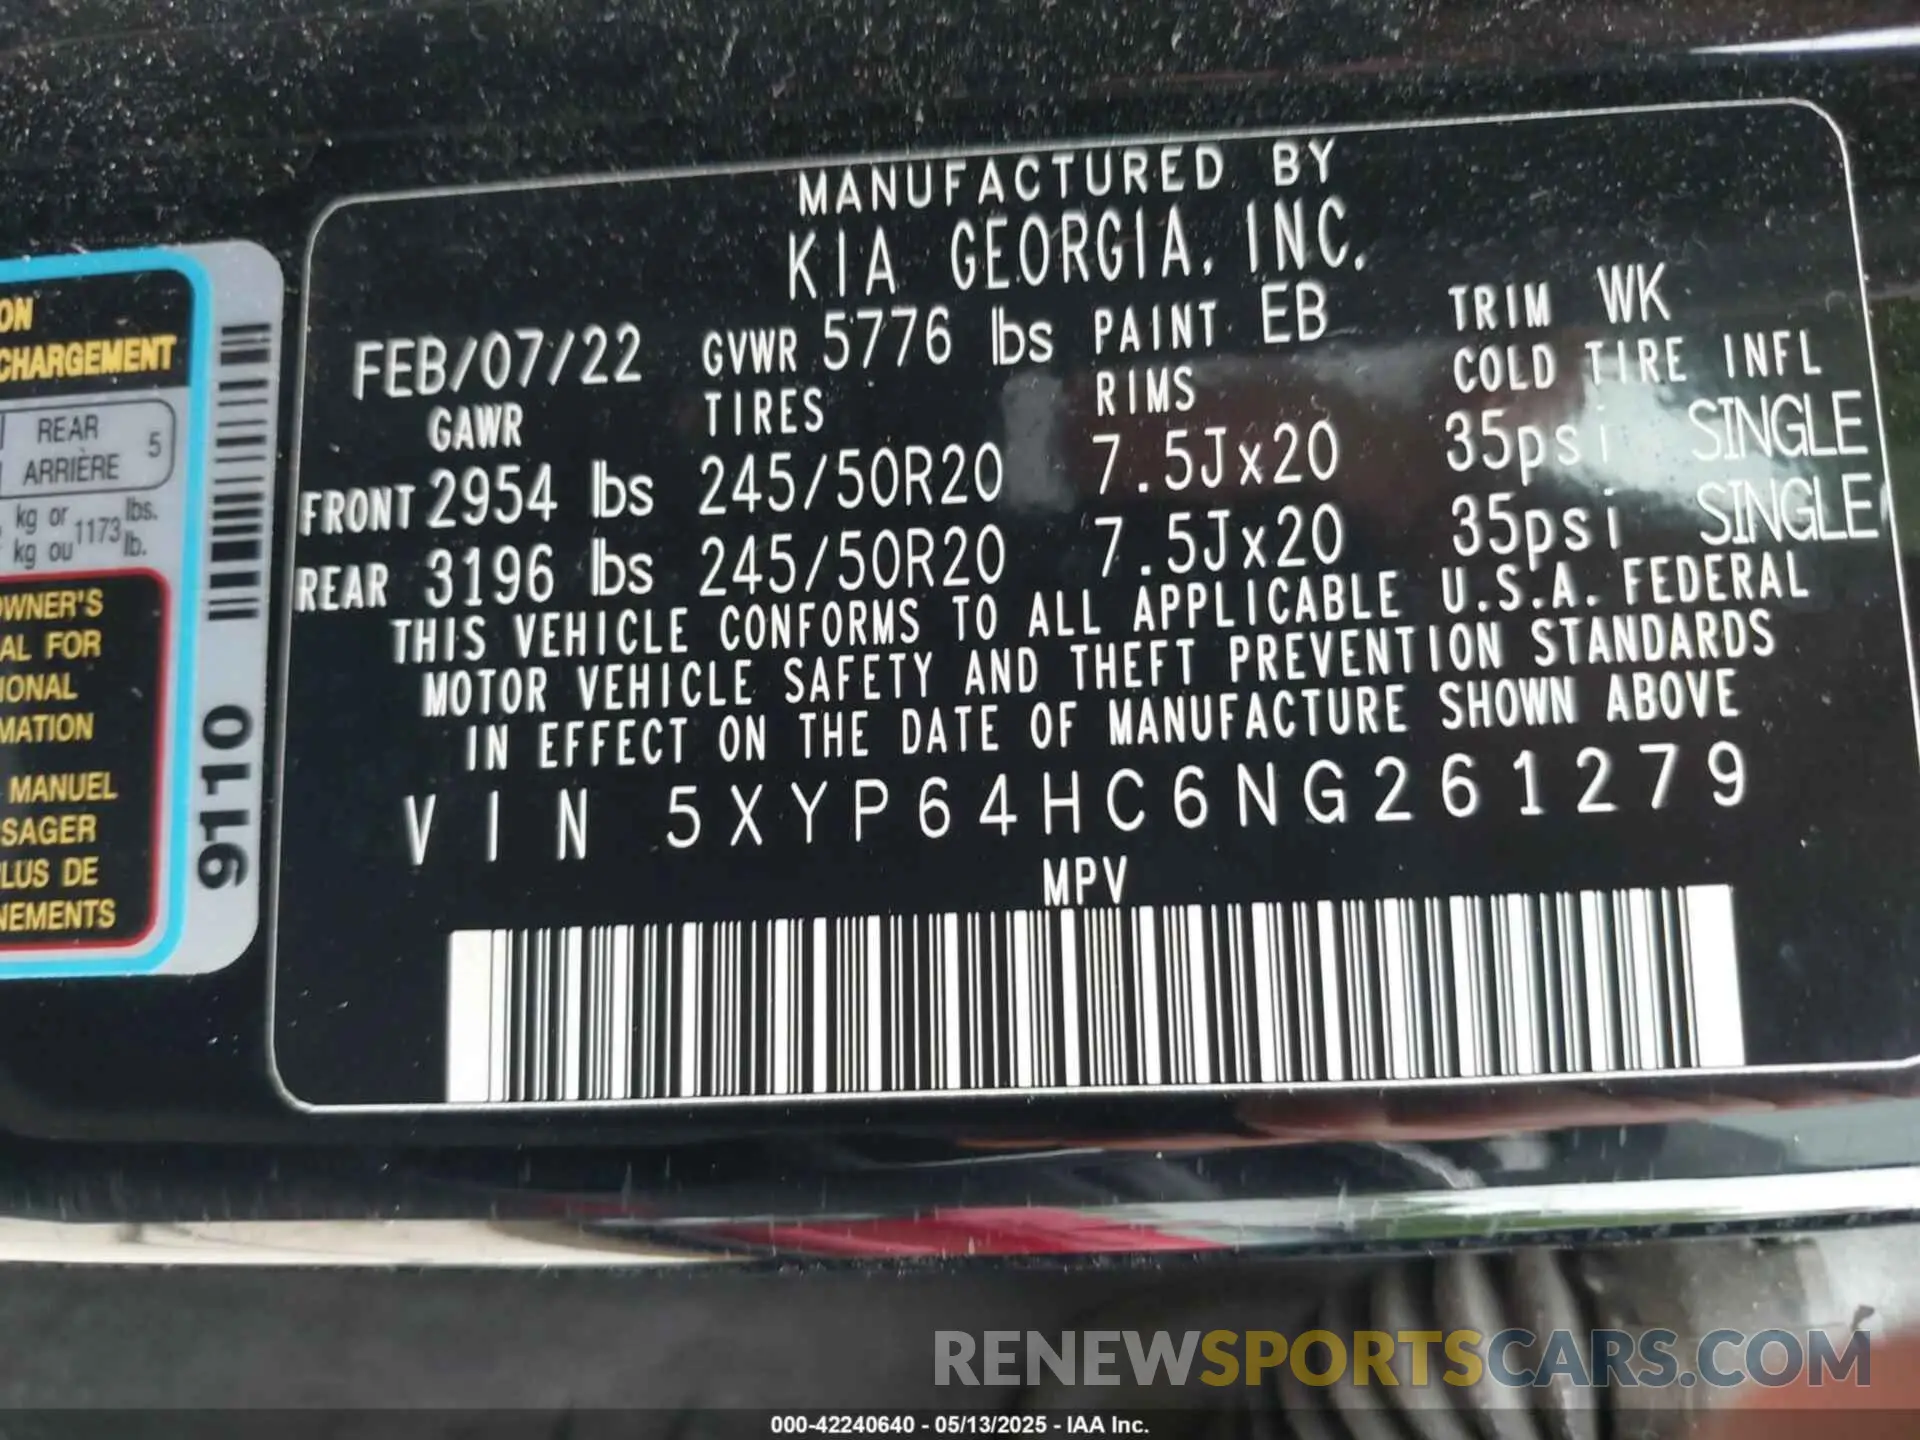 MANUFACTURED BY
KIA GEORGIA, INC.
FEB/07/22 GVWR 5776 lbs PAINT EB TRIM WK
GAWR TIRES RIMS COLD TIRE INFL
FRONT 2954 lbs 245/50R20 7.5Jx20 35psi SINGLE
REAR 3196 lbs 245/50R20 7.5Jx20 35psi SINGLE
THIS VEHICLE CONFORMS TO ALL APPLICABLE U.S.A. FEDERAL
MOTOR VEHICLE SAFETY AND THEFT PREVENTION STANDARDS
IN EFFECT ON THE DATE OF MANUFACTURE SHOWN ABOVE
VIN 5XYP64HC6NG261279
MPV
ON
CHARGEMENT
REAR 5
ARRIÈRE
kg or 1173 lbs.
kg ou lb.
OWNER'S
AL FOR
IONAL
MATION
MANUEL
SAGER
LUS DE
NEMENTS
9110
RENEWSPORTSCARS.COM
000-42240640 - 05/13/2025 - IAA Inc.